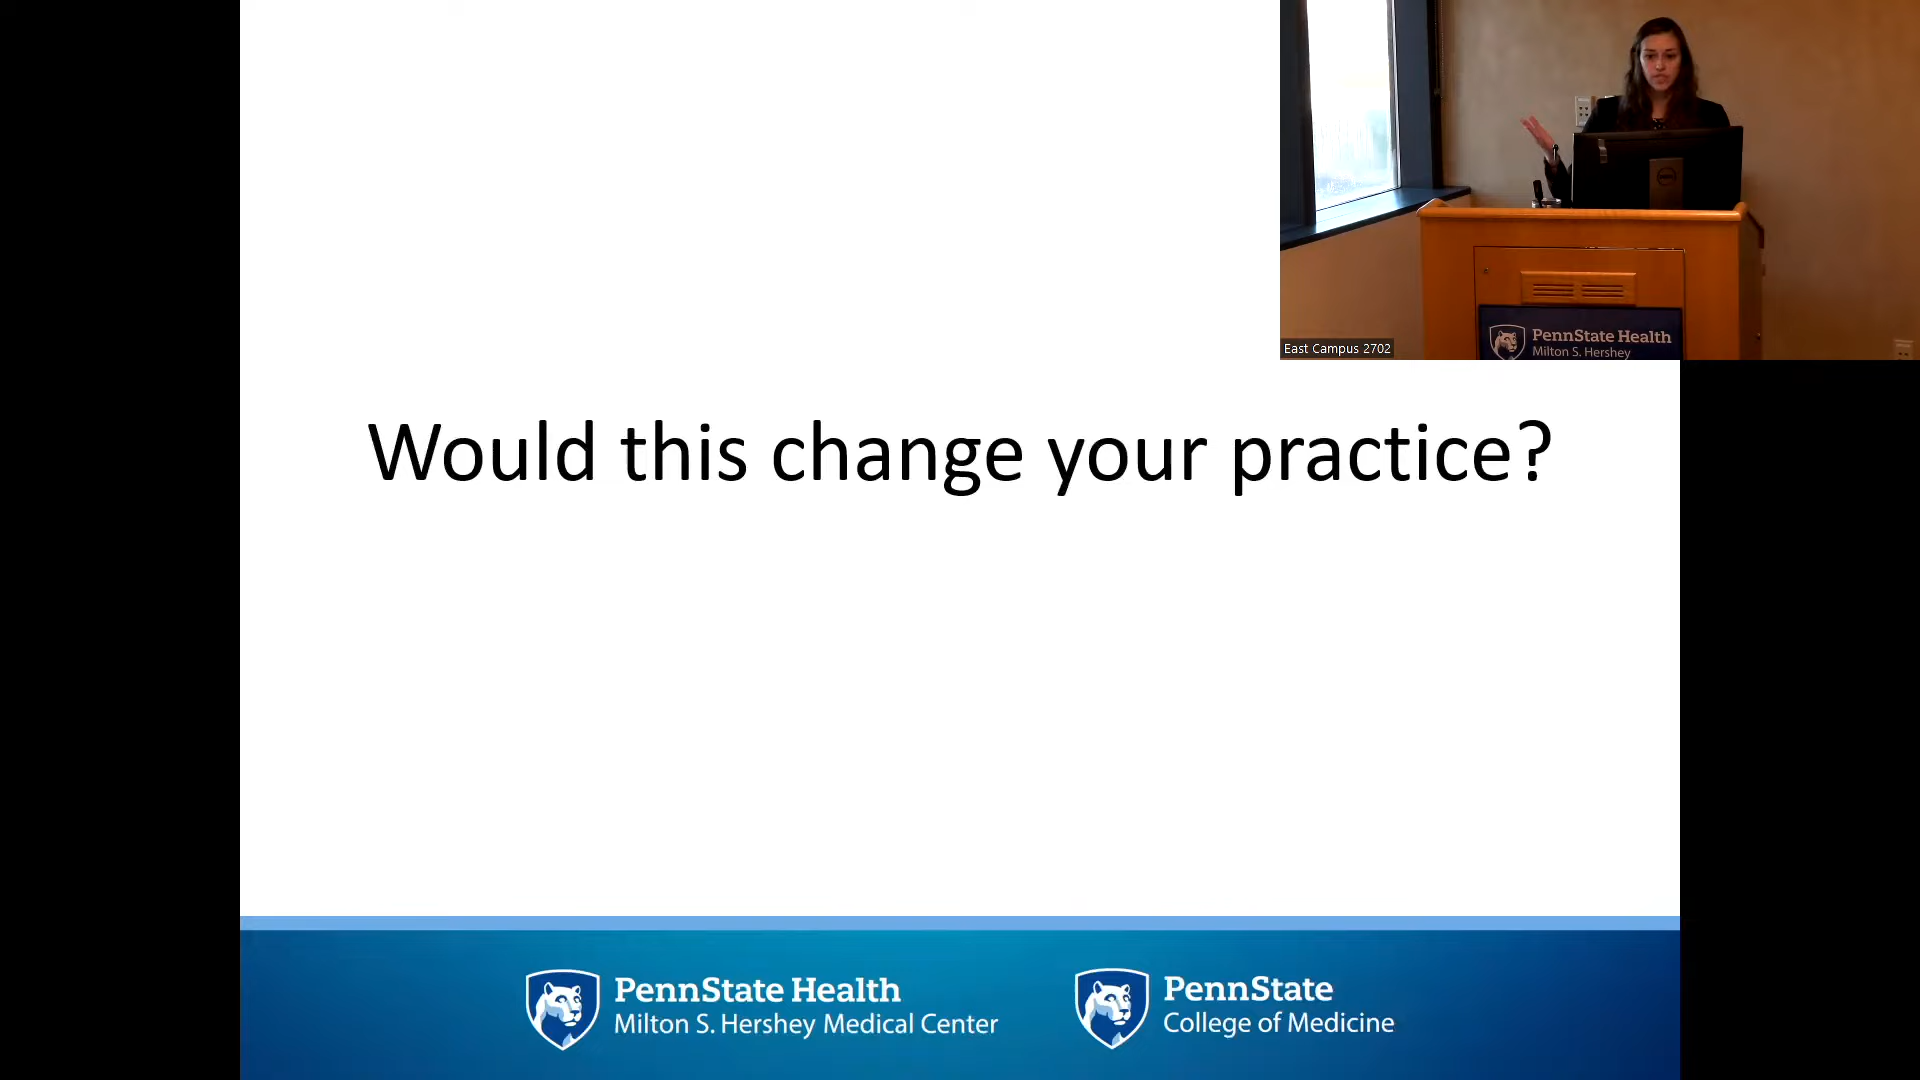 PennState Health
Milton S. Hershey
East Campus 2702
Would this change your practice?
PennState Health
Milton S. Hershey Medical Center
PennState
College of Medicine